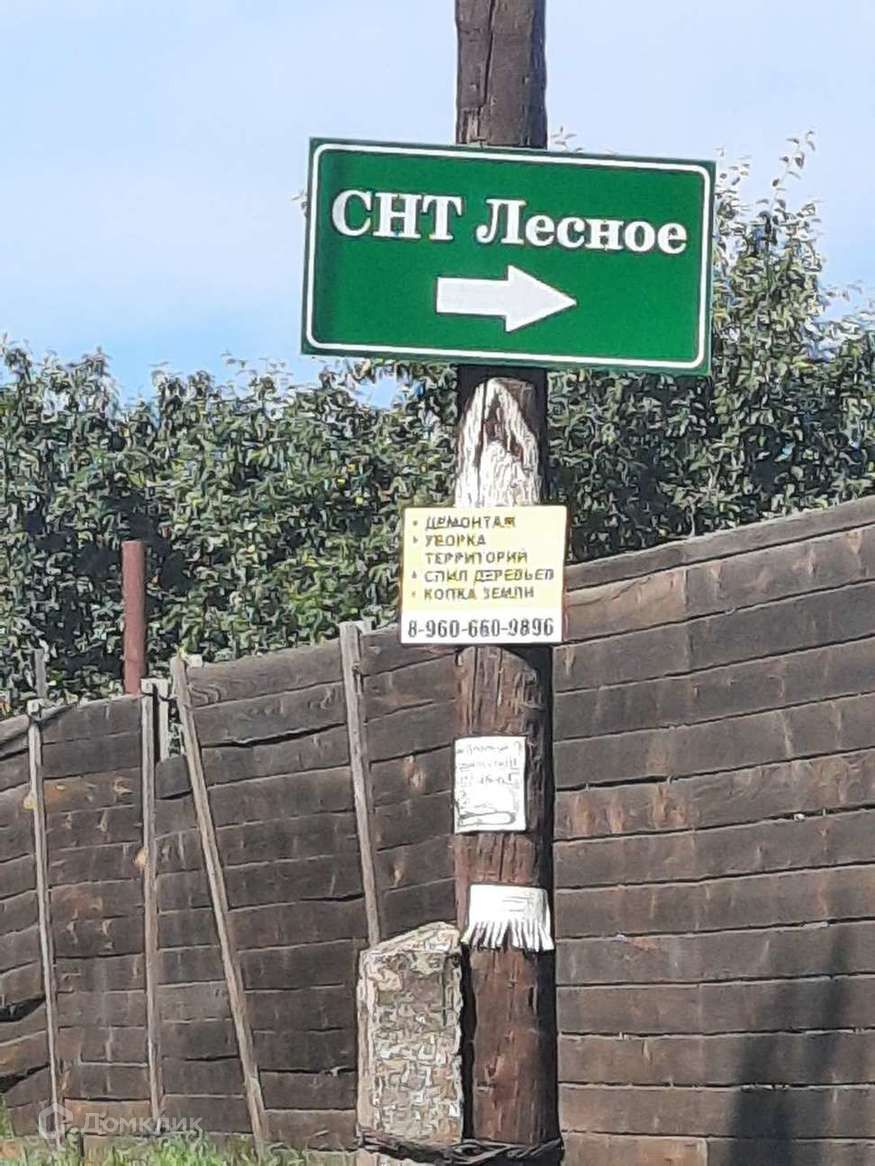 СНТ Лесное
• ДЕМОНТАЖ
• УБОРКА
ТЕРРИТОРИЙ
• СПИЛ ДЕРЕВЬЕВ
• КОПКА ЗЕМЛИ
8-960-660-9896
Домклик